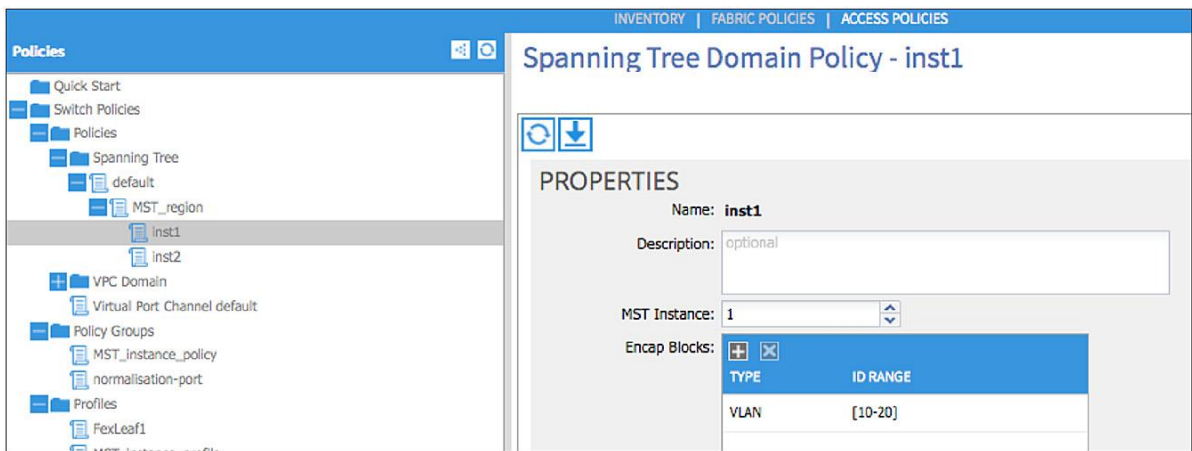 INVENTORY | FABRIC POLICIES | ACCESS POLICIES
Policies
Quick Start
Switch Policies
Policies
Spanning Tree
default
MST_region
inst1
inst2
VPC Domain
Virtual Port Channel default
Policy Groups
MST_instance_policy
normalisation-port
Profiles
FexLeaf1
MST_instance_profile
Spanning Tree Domain Policy - inst1
PROPERTIES
Name: inst1
Description: optional
MST Instance: 1
Encap Blocks:
TYPE ID RANGE
VLAN [10-20]